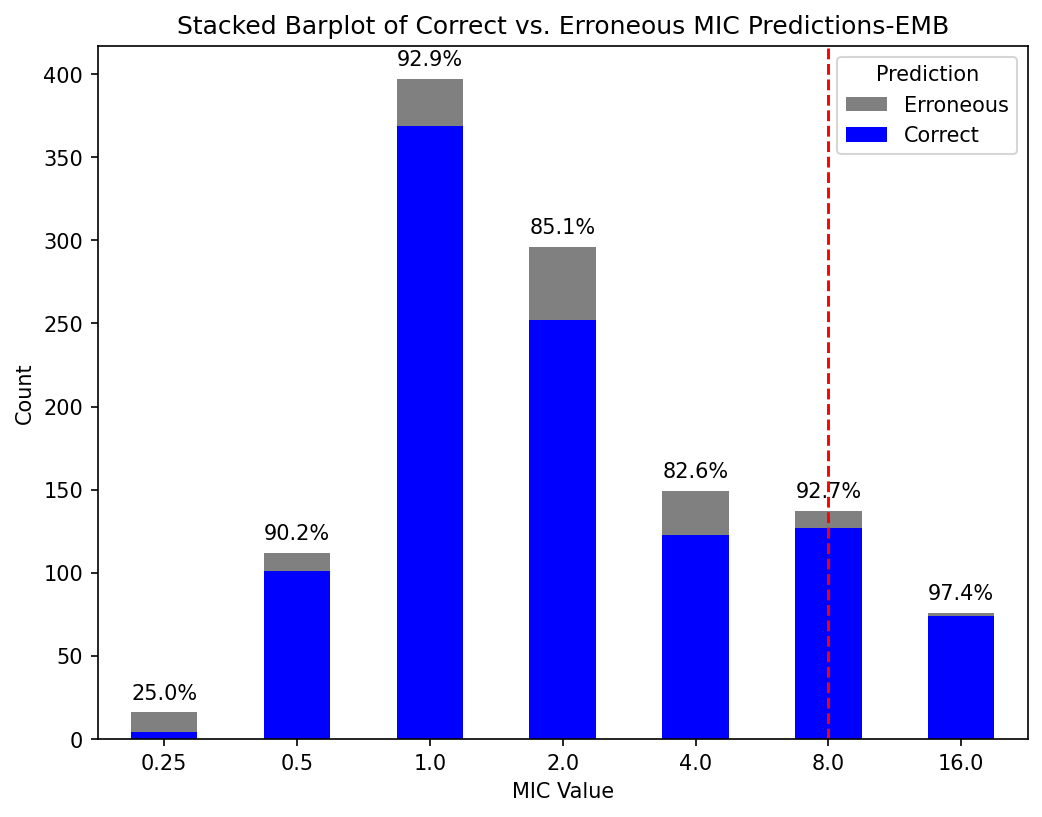 Stacked Barplot of Correct vs. Erroneous MIC Predictions-EMB
Prediction
Erroneous
Correct
92.9%
85.1%
82.6%
92.7%
90.2%
97.4%
25.0%
400
350
300
250
200
150
100
50
0
Count
0.25 0.5 1.0 2.0 4.0 8.0 16.0
MIC Value